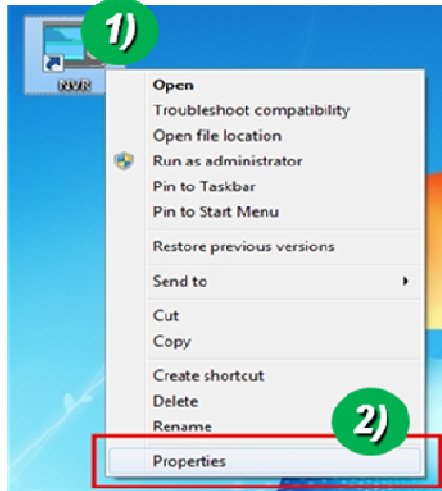 1)
NVR
Open
Troubleshoot compatibility
Open file location
Run as administrator
Pin to Taskbar
Pin to Start Menu
Restore previous versions
Send to
Cut
Copy
Create shortcut
Delete
Rename
2)
Properties